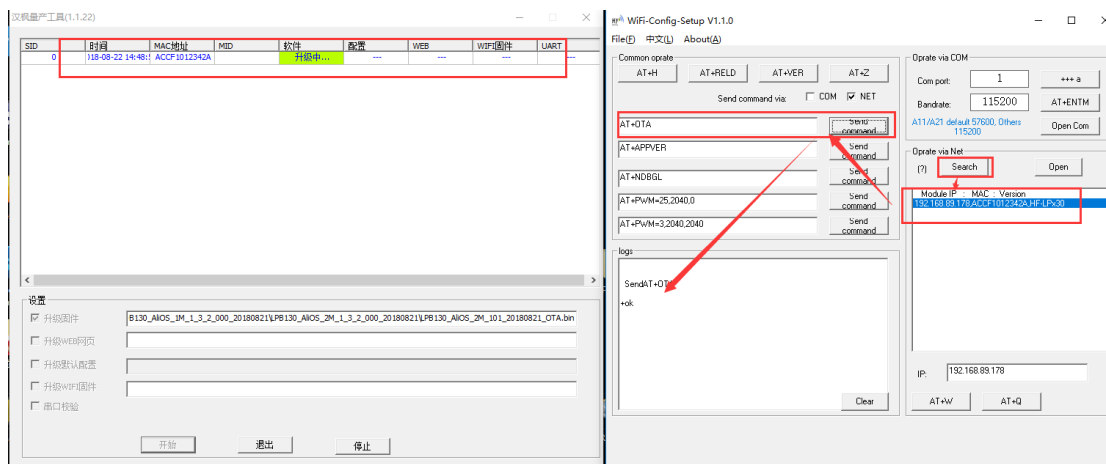 汉枫量产工具(1.1.22)
SID 时间 MAC地址 MID 软件 配置 WEB WIFI固件 UART
0 )18-08-22 14:48:! ACCF1012342A 升级中... --- --- --- ---
设置
升级固件 B130_AliOS_1M_1_3_2_000_20180821\LPB130_AliOS_2M_1_3_2_000_20180821\LPB130_AliOS_2M_101_20180821_OTA.bin
升级WEB网页
升级默认配置
升级WIFI固件
串口校验
开始 退出 停止
WiFi-Config-Setup V1.1.0
File(F) 中文(L) About(A)
Common oprate
AT+H AT+RELD AT+VER AT+Z
Send command via: COM NET
AT+OTA Send command
AT+APPVER Send command
AT+NDBGL Send command
AT+PWM=25,2040,0 Send command
AT+PWM=3,2040,2040 Send command
logs
SendAT+OT
+ok
Clear
Oprate via COM
Com port: 1 +++ a
Bandrate: 115200 AT+ENTM
A11/A21 default 57600, Others
115200
Open Com
Oprate via Net
(?) Search Open
Module IP : MAC : Version
192.168.89.178,ACCF1012342A,HF-LPx30
IP: 192.168.89.178
AT+W AT+Q